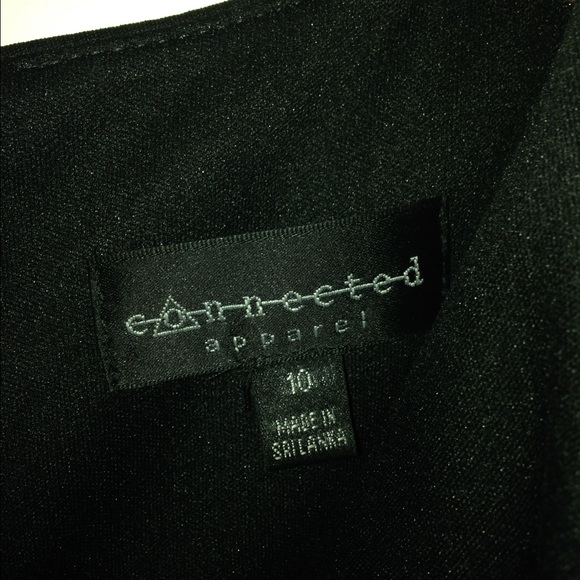 connected
apparel
10
MADE IN
SRI LANKA